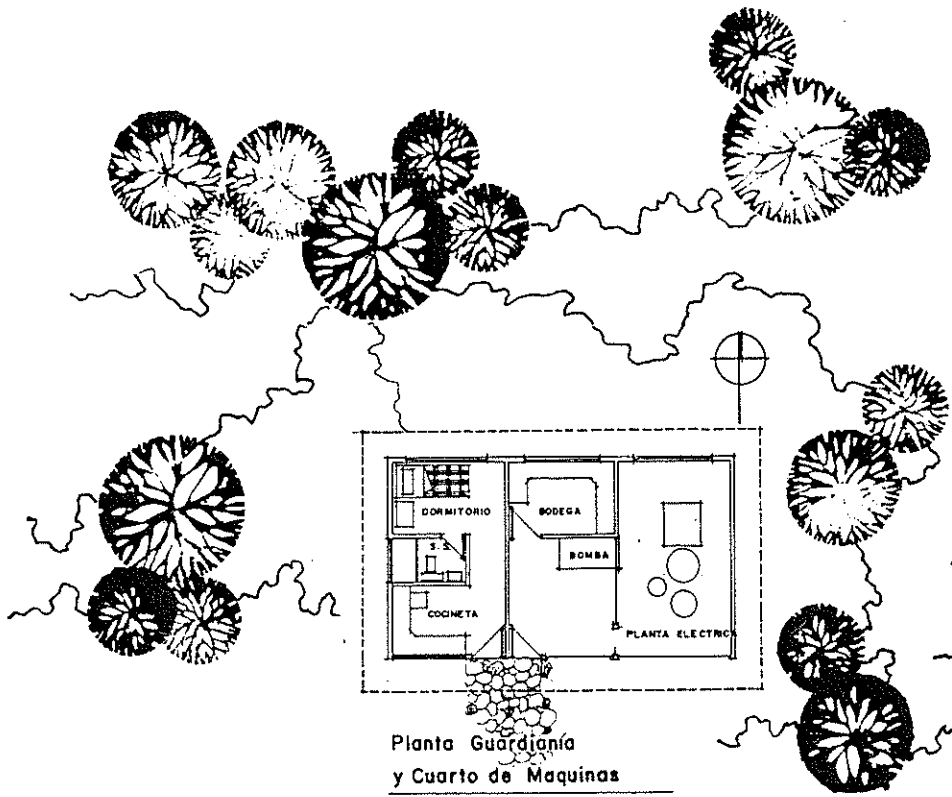 DORMITORIO
BODEGA
S. S.
BOMBA
COCINETA
PLANTA ELECTRICA
Planta Guardianía
y Cuarto de Maquinas